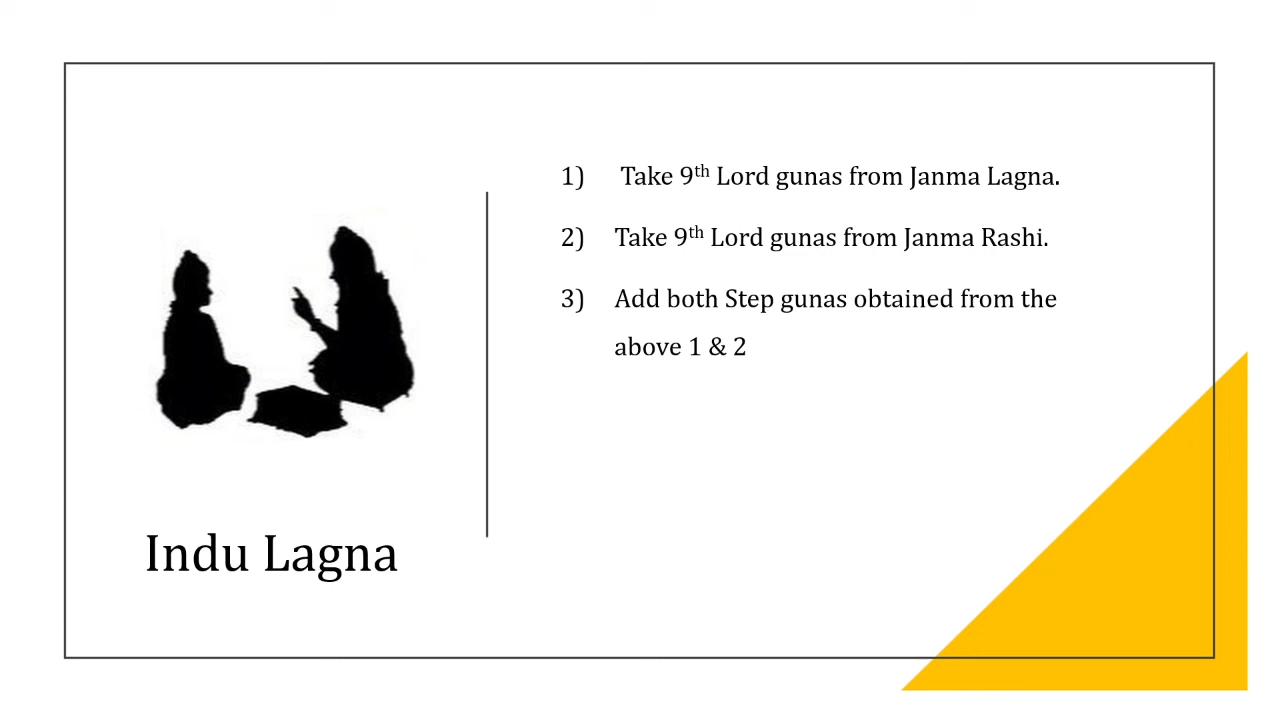 1) Take 9th Lord gunas from Janma Lagna.
2) Take 9th Lord gunas from Janma Rashi.
3) Add both Step gunas obtained from the
above 1 & 2
Indu Lagna